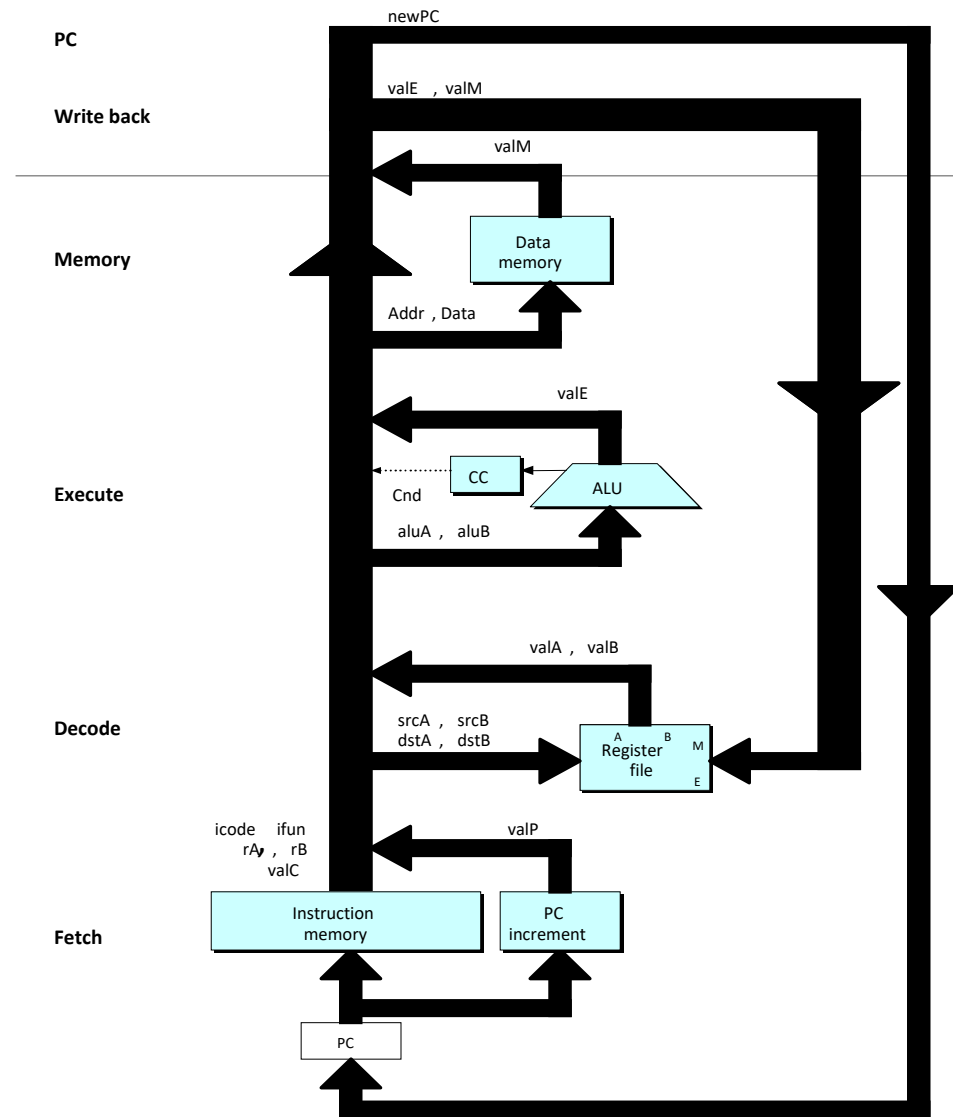 newPC
PC
valE , valM
Write back
valM
Memory
Data
memory
Addr , Data
valE
CC
ALU
Execute
Cnd
aluA , aluB
valA , valB
Decode
srcA , srcB
dstA , dstB
A B
Register
M
file
E
icode ifun
rA, , rB
valC
valP
Instruction
memory
PC
increment
Fetch
PC